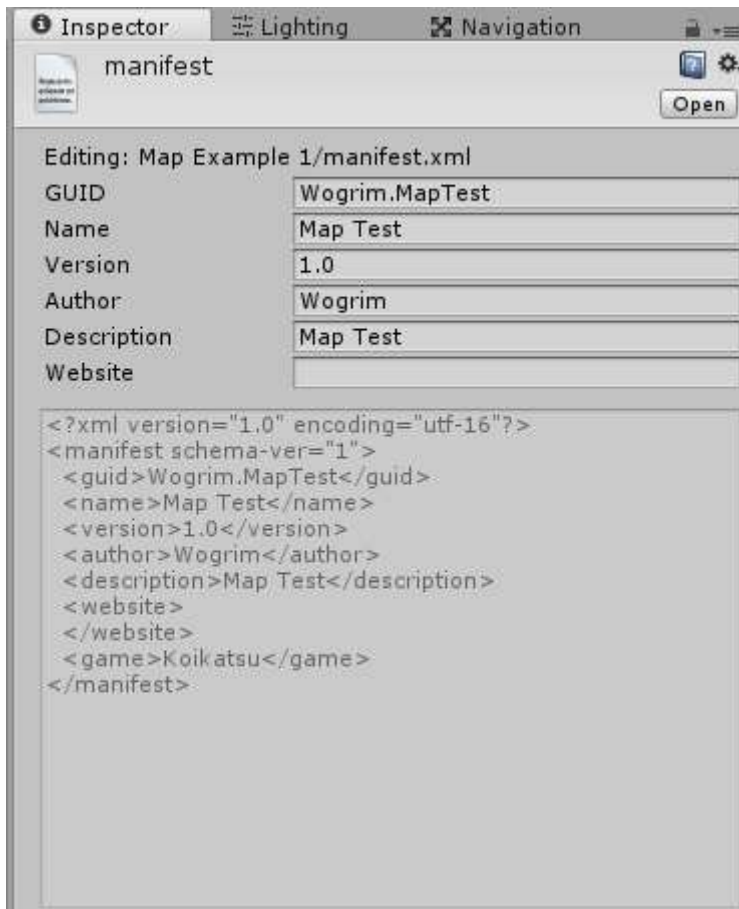 Inspector Lighting Navigation
manifest
Open
Editing: Map Example 1/manifest.xml
GUID Wogrim.MapTest
Name Map Test
Version 1.0
Author Wogrim
Description Map Test
Website
<?xml version="1.0" encoding="utf-16"?>
<manifest schema-ver="1">
<guid>Wogrim.MapTest</guid>
<name>Map Test</name>
<version>1.0</version>
<author>Wogrim</author>
<description>Map Test</description>
<website>
</website>
<game>Koikatsu</game>
</manifest>